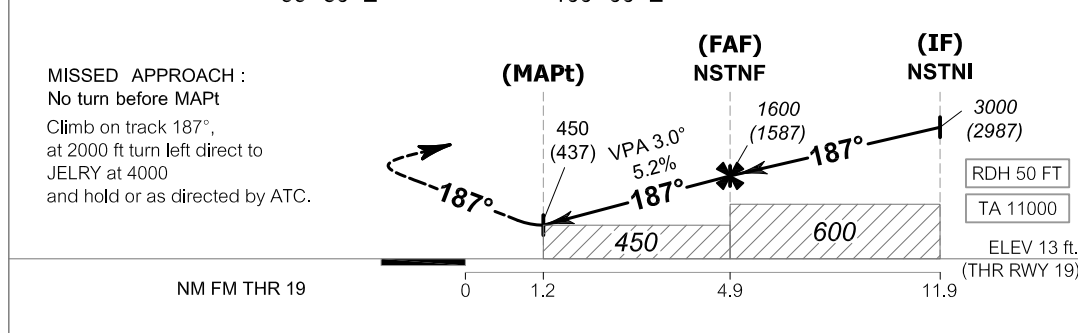 MISSED APPROACH :
No turn before MAPt
Climb on track 187°,
at 2000 ft turn left direct to
JELRY at 4000
and hold or as directed by ATC.
(MAPt)
(FAF)
NSTNF
(IF)
NSTNI
450
(437)
VPA 3.0°
5.2%
1600
(1587)
3000
(2987)
187°
187°
187°
450
600
RDH 50 FT
TA 11000
ELEV 13 ft.
(THR RWY 19)
NM FM THR 19
0
1.2
4.9
11.9